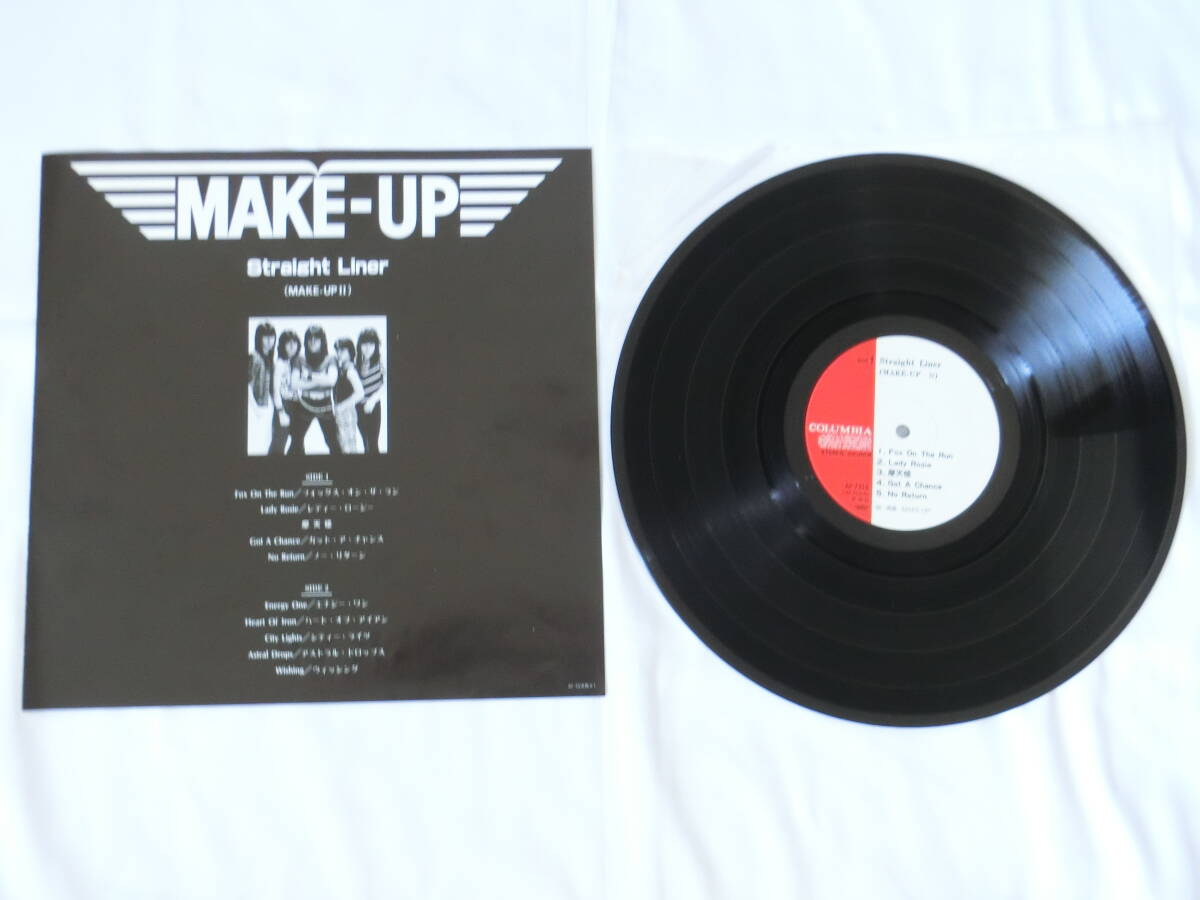 MAKE-UP
Straight Liner
(MAKE-UP II)
SIDE 1
Fox On The Run／フォックス・オン・ザ・ラン
Lady Rosie／レディー・ロージー
摩天楼
Got A Chance／ガット・ア・チャンス
No Return／ノー・リターン
SIDE 2
Energy One／エナジー・ワン
Heart Of Iron／ハート・オブ・アイアン
City Lights／レディー・ライツ
Astral Drops／アストラル・ドロップス
Wishing／ウィッシング
Straight Liner
(MAKE-UP II)
COLUMBIA
1. Fox On The Run
2. Lady Rosie
3. 摩天楼
4. Got A Chance
5. No Return